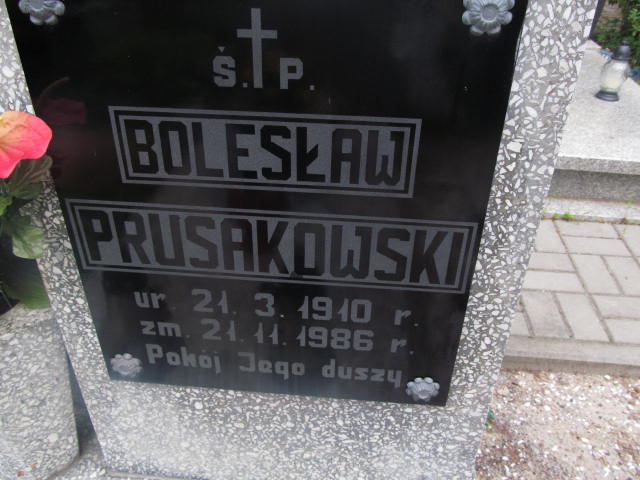 Ś. P.
BOLESŁAW
PRUSAKOWSKI
ur. 21. 3. 1910 r.
zm. 21. 11. 1986 r.
Pokój Jego duszy